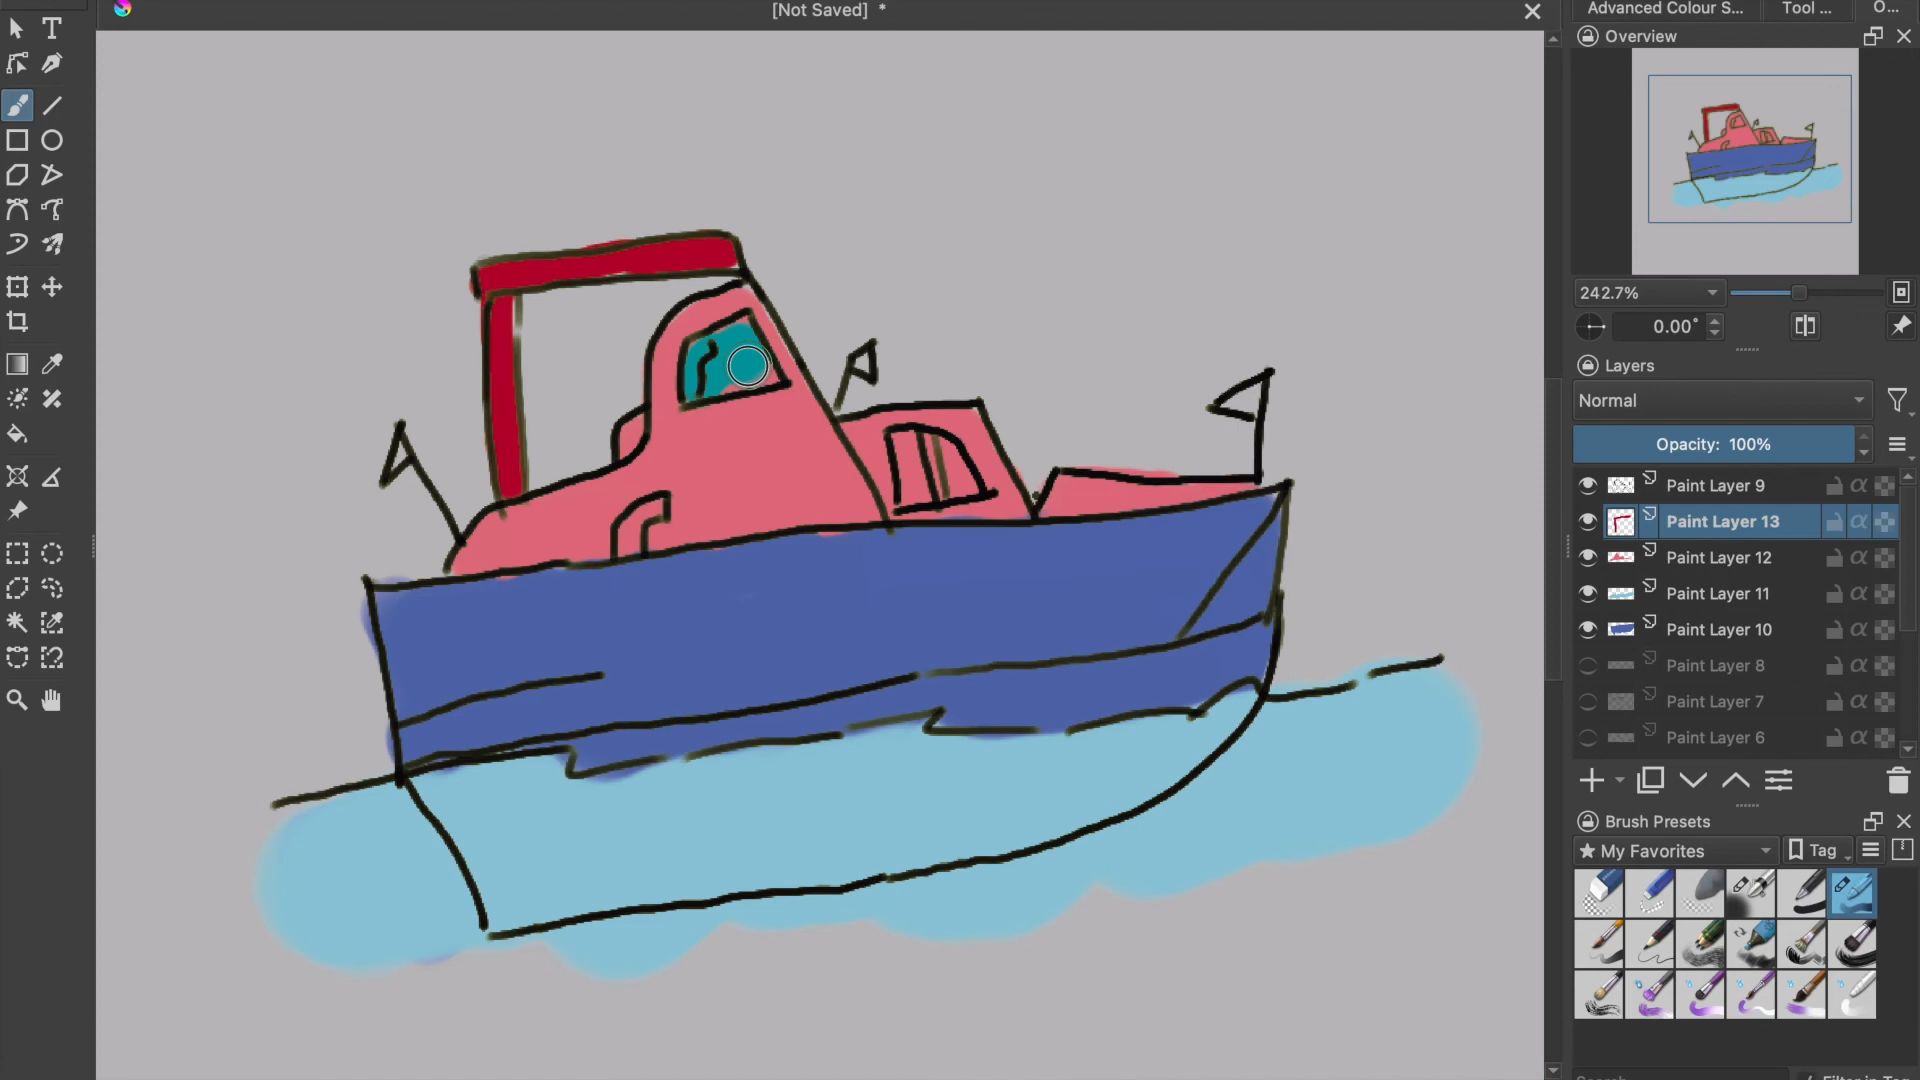 [Not Saved] *
Advanced Colour S...
Tool ...
O...
Overview
242.7%
0.00°
Layers
Normal
Opacity: 100%
Paint Layer 9
Paint Layer 13
Paint Layer 12
Paint Layer 11
Paint Layer 10
Paint Layer 8
Paint Layer 7
Paint Layer 6
Brush Presets
★ My Favorites
Tag